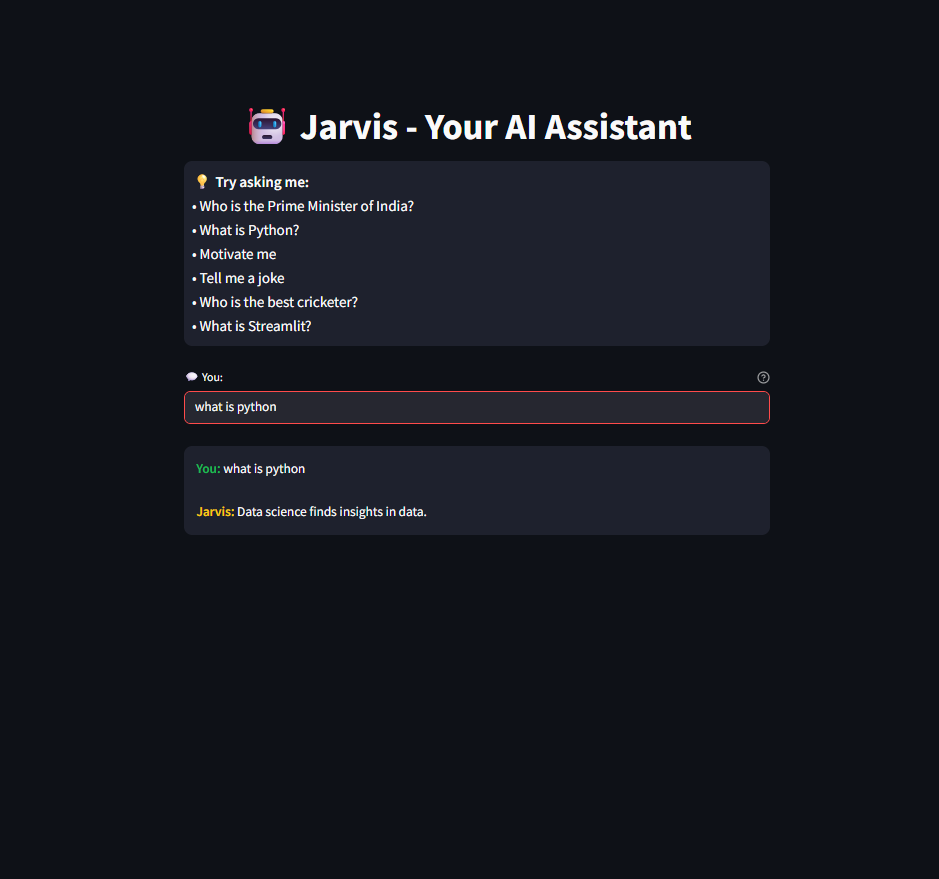 Jarvis - Your AI Assistant
Try asking me:
• Who is the Prime Minister of India?
• What is Python?
• Motivate me
• Tell me a joke
• Who is the best cricketer?
• What is Streamlit?
You:
what is python
You: what is python
Jarvis: Data science finds insights in data.